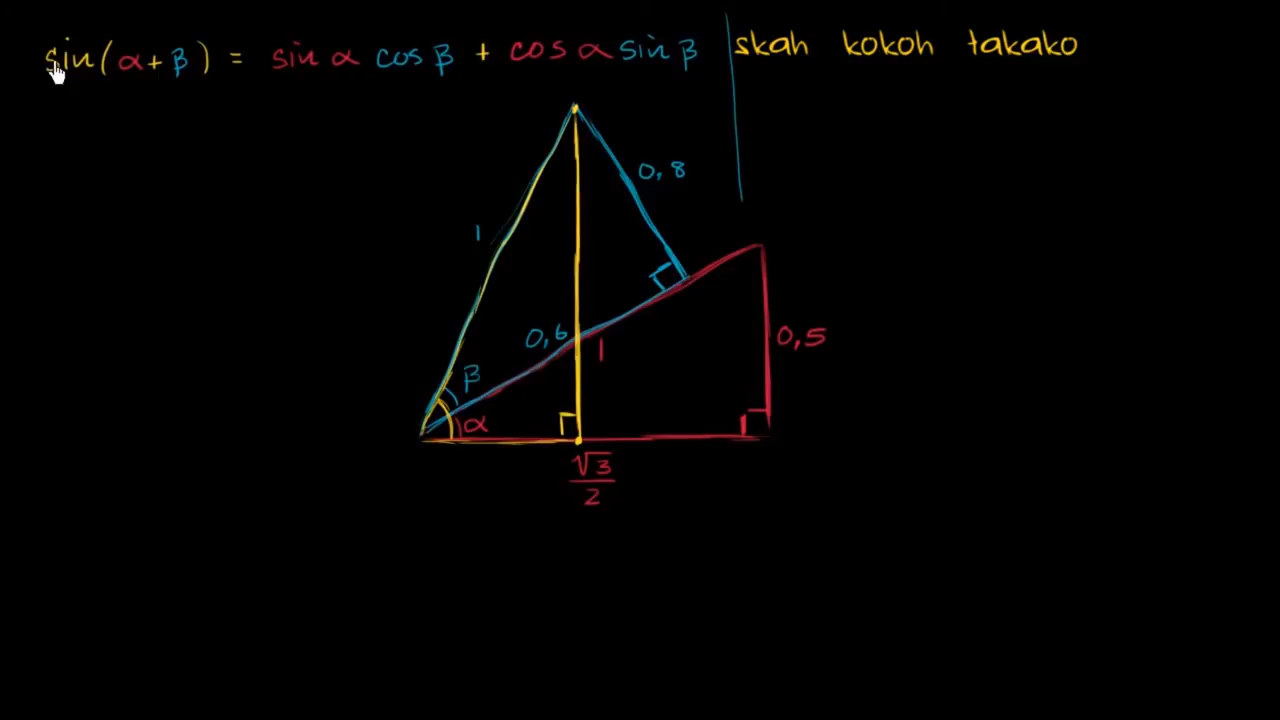 sin(α+β) = sin α cos β + cos α sin β skah kokoh takako
0,8
1
0,6
1
0,5
β
α
√3/2